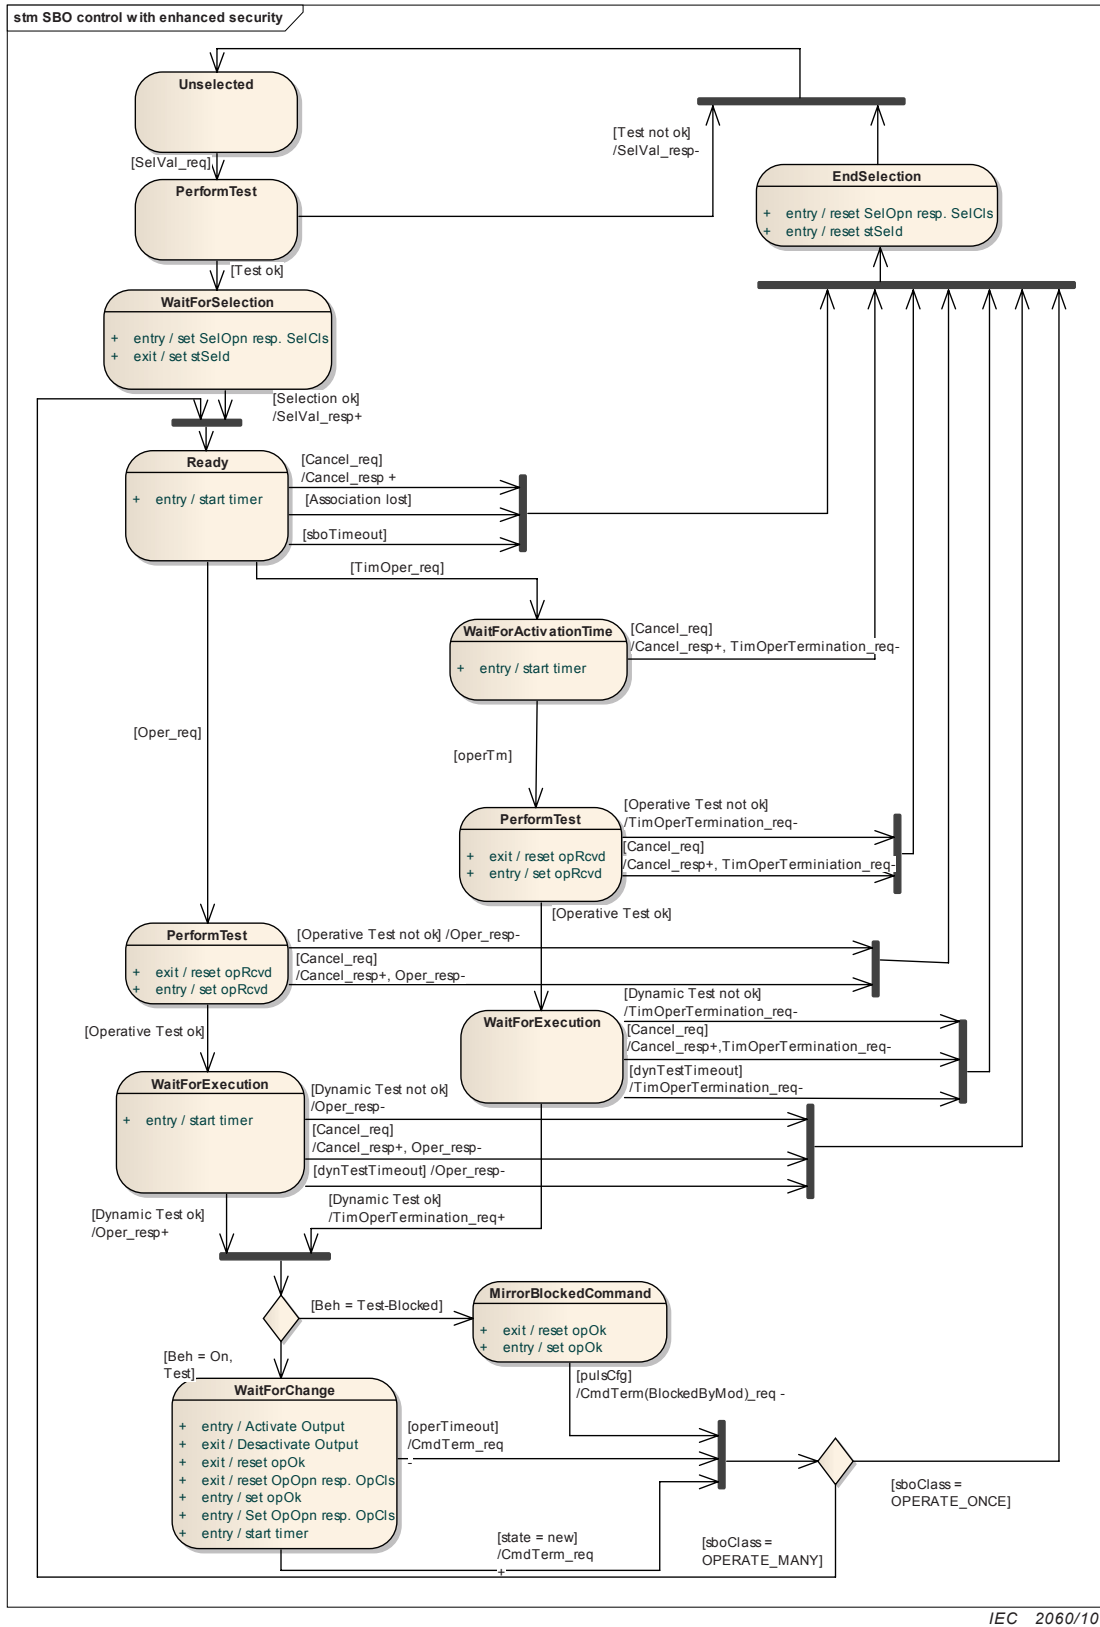 stm SBO control with enhanced security
Unselected
[SelVal_req]
[Test not ok]
/SelVal_resp-
PerformTest
EndSelection
+ entry / reset SelOpn resp. SelCls
+ entry / reset stSeld
[Test ok]
WaitForSelection
+ entry / set SelOpn resp. SelCls
+ exit / set stSeld
[Selection ok]
/SelVal_resp+
Ready
+ entry / start timer
[Cancel_req]
/Cancel_resp +
[Association lost]
[sboTimeout]
[TimOper_req]
WaitForActivationTime
+ entry / start timer
[Cancel_req]
/Cancel_resp+, TimOperTermination_req-
[Oper_req]
[operTm]
PerformTest
+ exit / reset opRcvd
+ entry / set opRcvd
[Operative Test not ok]
/TimOperTermination_req-
[Cancel_req]
/Cancel_resp+, TimOperTerminiation_req-
[Operative Test ok]
PerformTest
+ exit / reset opRcvd
+ entry / set opRcvd
[Operative Test not ok] /Oper_resp-
[Cancel_req]
/Cancel_resp+, Oper_resp-
[Operative Test ok]
WaitForExecution
[Dynamic Test not ok]
/TimOperTermination_req-
[Cancel_req]
/Cancel_resp+,TimOperTermination_req-
[dynTestTimeout]
/TimOperTermination_req-
WaitForExecution
+ entry / start timer
[Dynamic Test not ok]
/Oper_resp-
[Cancel_req]
/Cancel_resp+, Oper_resp-
[dynTestTimeout] /Oper_resp-
[Dynamic Test ok]
/Oper_resp+
[Dynamic Test ok]
/TimOperTermination_req+
[Beh = Test-Blocked]
MirrorBlockedCommand
+ exit / reset opOk
+ entry / set opOk
[Beh = On,
Test]
[pulsCfg]
/CmdTerm(BlockedByMod)_req -
WaitForChange
+ entry / Activate Output
+ exit / Desactivate Output
+ exit / reset opOk
+ exit / reset OpOpn resp. OpCls
+ entry / set opOk
+ entry / Set OpOpn resp. OpCls
+ entry / start timer
[operTimeout]
/CmdTerm_req
-
[state = new]
/CmdTerm_req
+
[sboClass =
OPERATE_ONCE]
[sboClass =
OPERATE_MANY]
IEC 2060/10